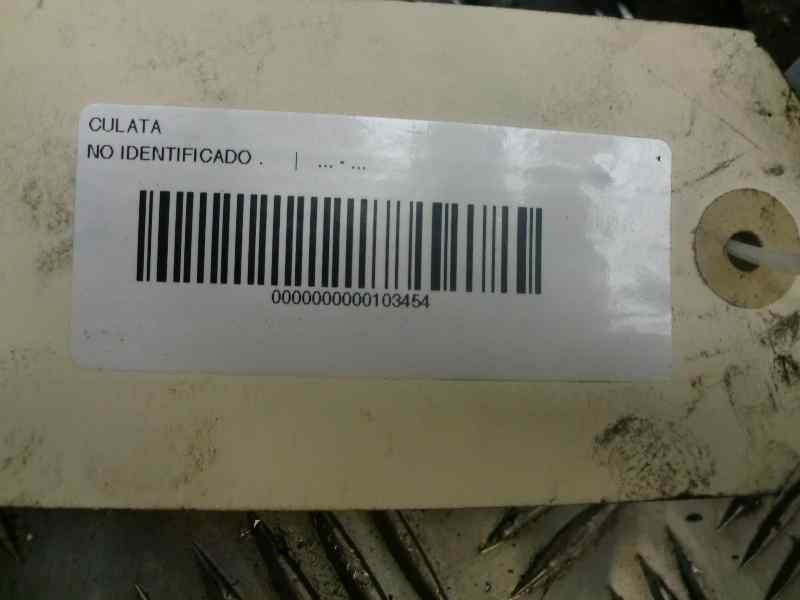 CULATA
NO IDENTIFICADO . | ... - ...
0000000000103454